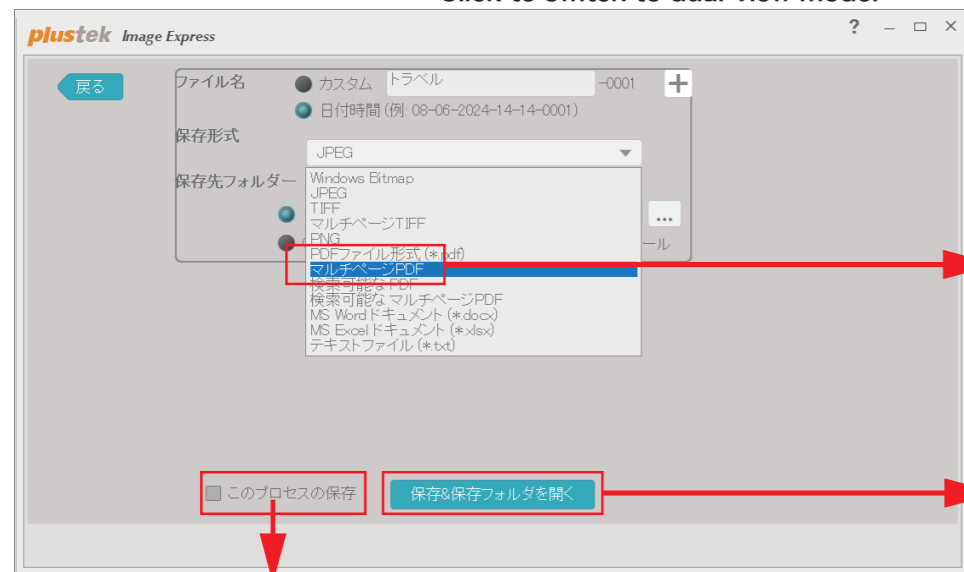 plustek Image Express
?
戻る
ファイル名
カスタム トラベル -0001 +
日付時間 (例: 08-06-2024-14-14-0001)
保存形式
JPEG
保存先フォルダー
Windows Bitmap
JPEG
TIFF
マルチページTIFF
...
PNG
ール
PDFファイル形式 (*.pdf)
マルチページPDF
検索可能な PDF
検索可能な マルチページPDF
MS Wordドキュメント (*.docx)
MS Excelドキュメント (*.xlsx)
テキストファイル (*.txt)
このプロセスの保存
保存&保存フォルダを開く